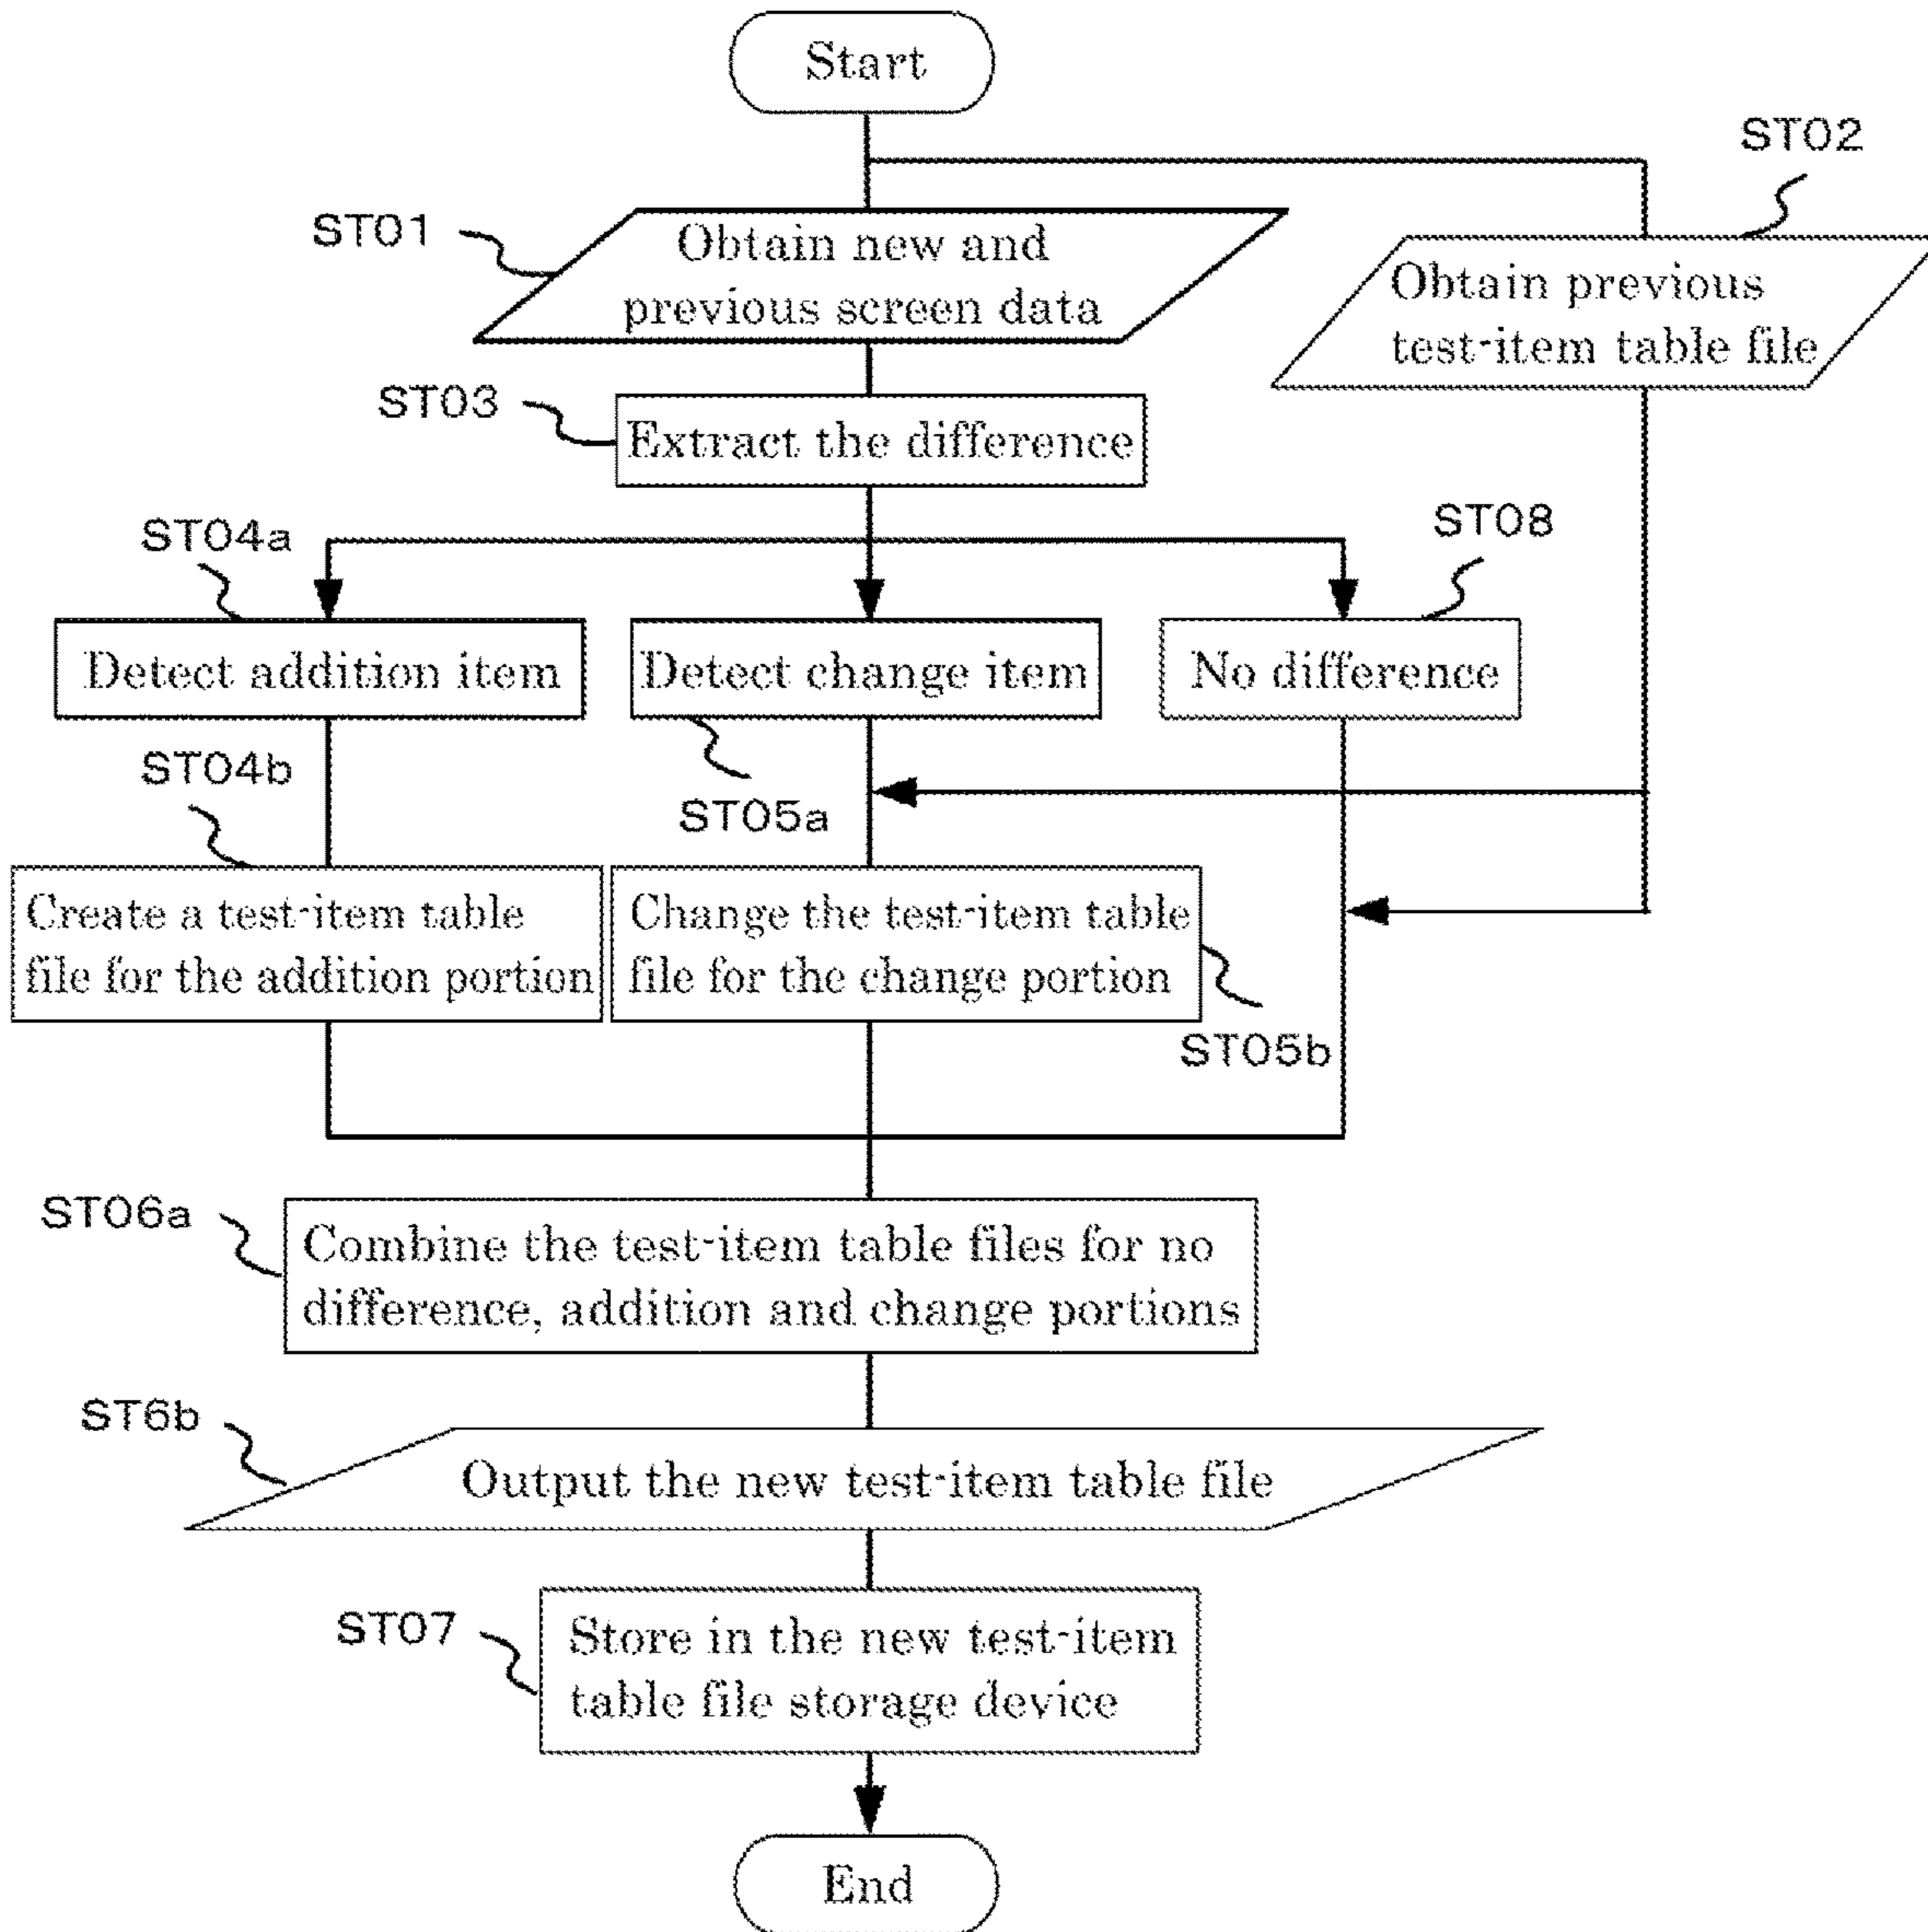 Start
ST02
ST01
Obtain new and
previous screen data
Obtain previous
test-item table file
ST03
Extract the difference
ST04a
ST08
Detect addition item
Detect change item
No difference
ST04b
ST05a
Create a test-item table
file for the addition portion
Change the test-item table
file for the change portion
ST05b
ST06a
Combine the test-item table files for no
difference, addition and change portions
ST6b
Output the new test-item table file
ST07
Store in the new test-item
table file storage device
End